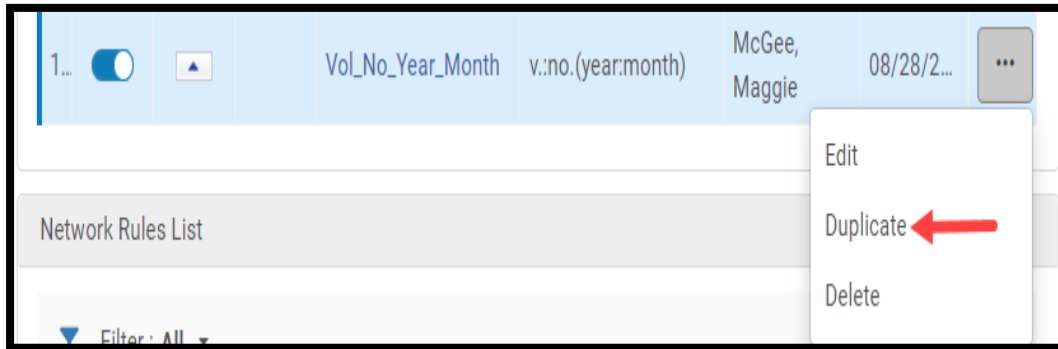 1... Vol_No_Year_Month v.:no.(year:month) McGee, Maggie 08/28/2... ...
Edit
Duplicate
Network Rules List
Delete
Filter : All